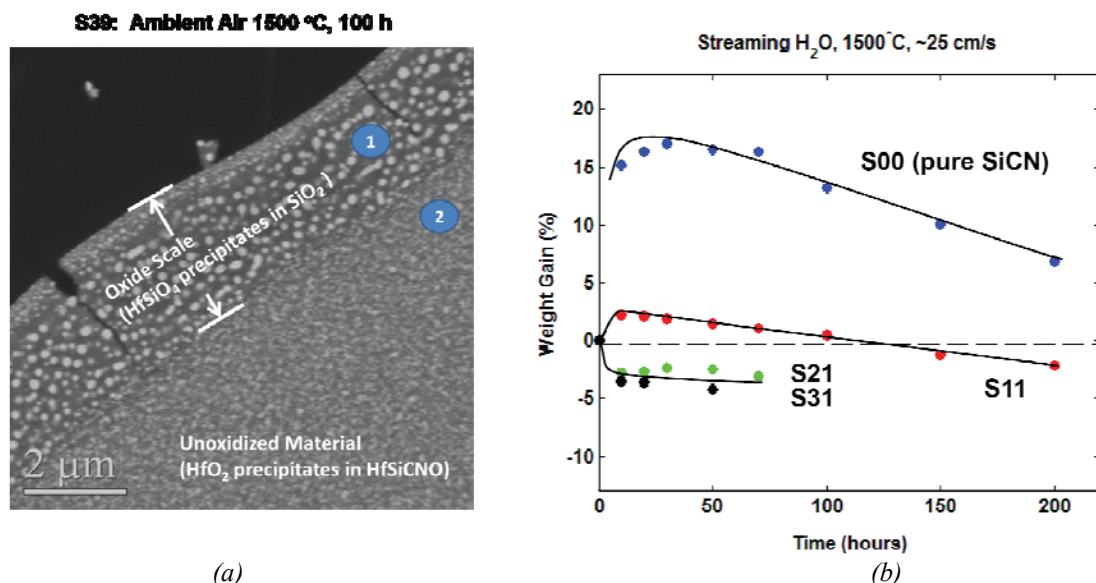 S39: Ambient Air 1500 °C, 100 h
1
2
Oxide Scale
(HfSiO₄ precipitates in SiO₂)
Unoxidized Material
(HfO₂ precipitates in HfSiCNO)
2 μm
(a)
Streaming H₂O, 1500˜C, ~25 cm/s
Weight Gain (%)
20
15
10
5
0
-5
-10
S00 (pure SiCN)
S21
S31
S11
0 50 100 150 200
Time (hours)
(b)